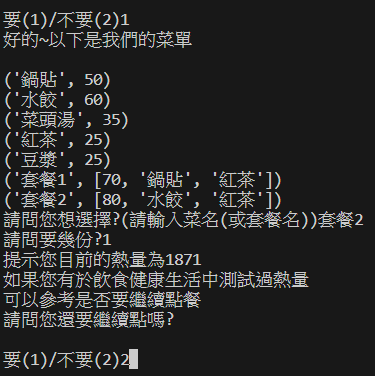 要(1)/不要(2)1
好的~以下是我們的菜單
('鍋貼', 50)
('水餃', 60)
('菜頭湯', 35)
('紅茶', 25)
('豆漿', 25)
('套餐1', [70, '鍋貼', '紅茶'])
('套餐2', [80, '水餃', '紅茶'])
請問您想選擇?(請輸入菜名(或套餐名))套餐2
請問要幾份?1
提示您目前的熱量為1871
如果您有於飲食健康生活中測試過熱量
可以參考是否要繼續點餐
請問您還要繼續點嗎?
要(1)/不要(2)2